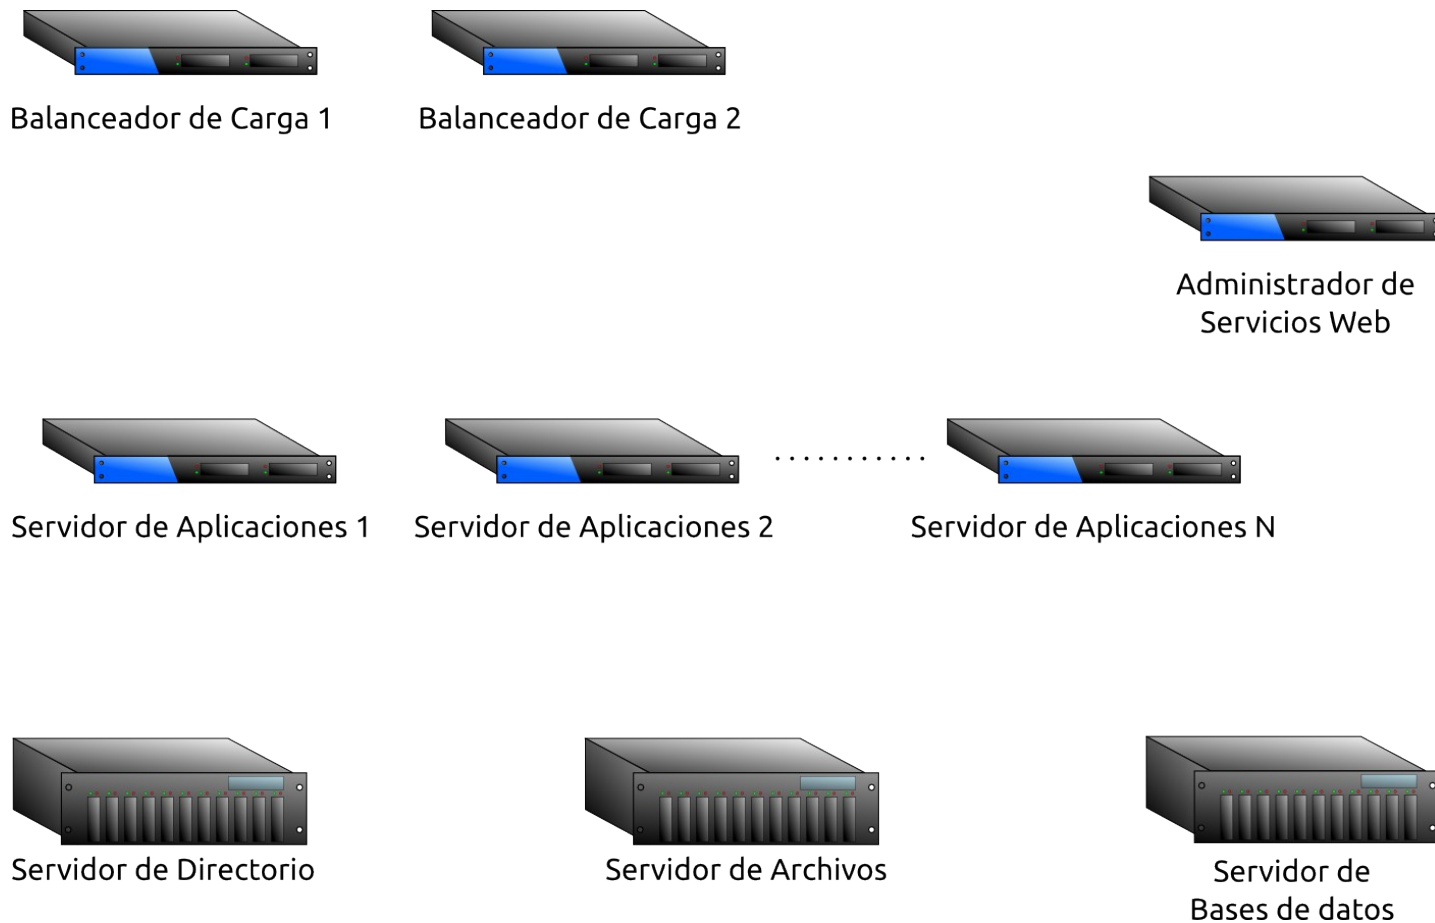 Balanceador de Carga 1
Balanceador de Carga 2
Administrador de
Servicios Web
Servidor de Aplicaciones 1
Servidor de Aplicaciones 2
...........
Servidor de Aplicaciones N
Servidor de Directorio
Servidor de Archivos
Servidor de
Bases de datos